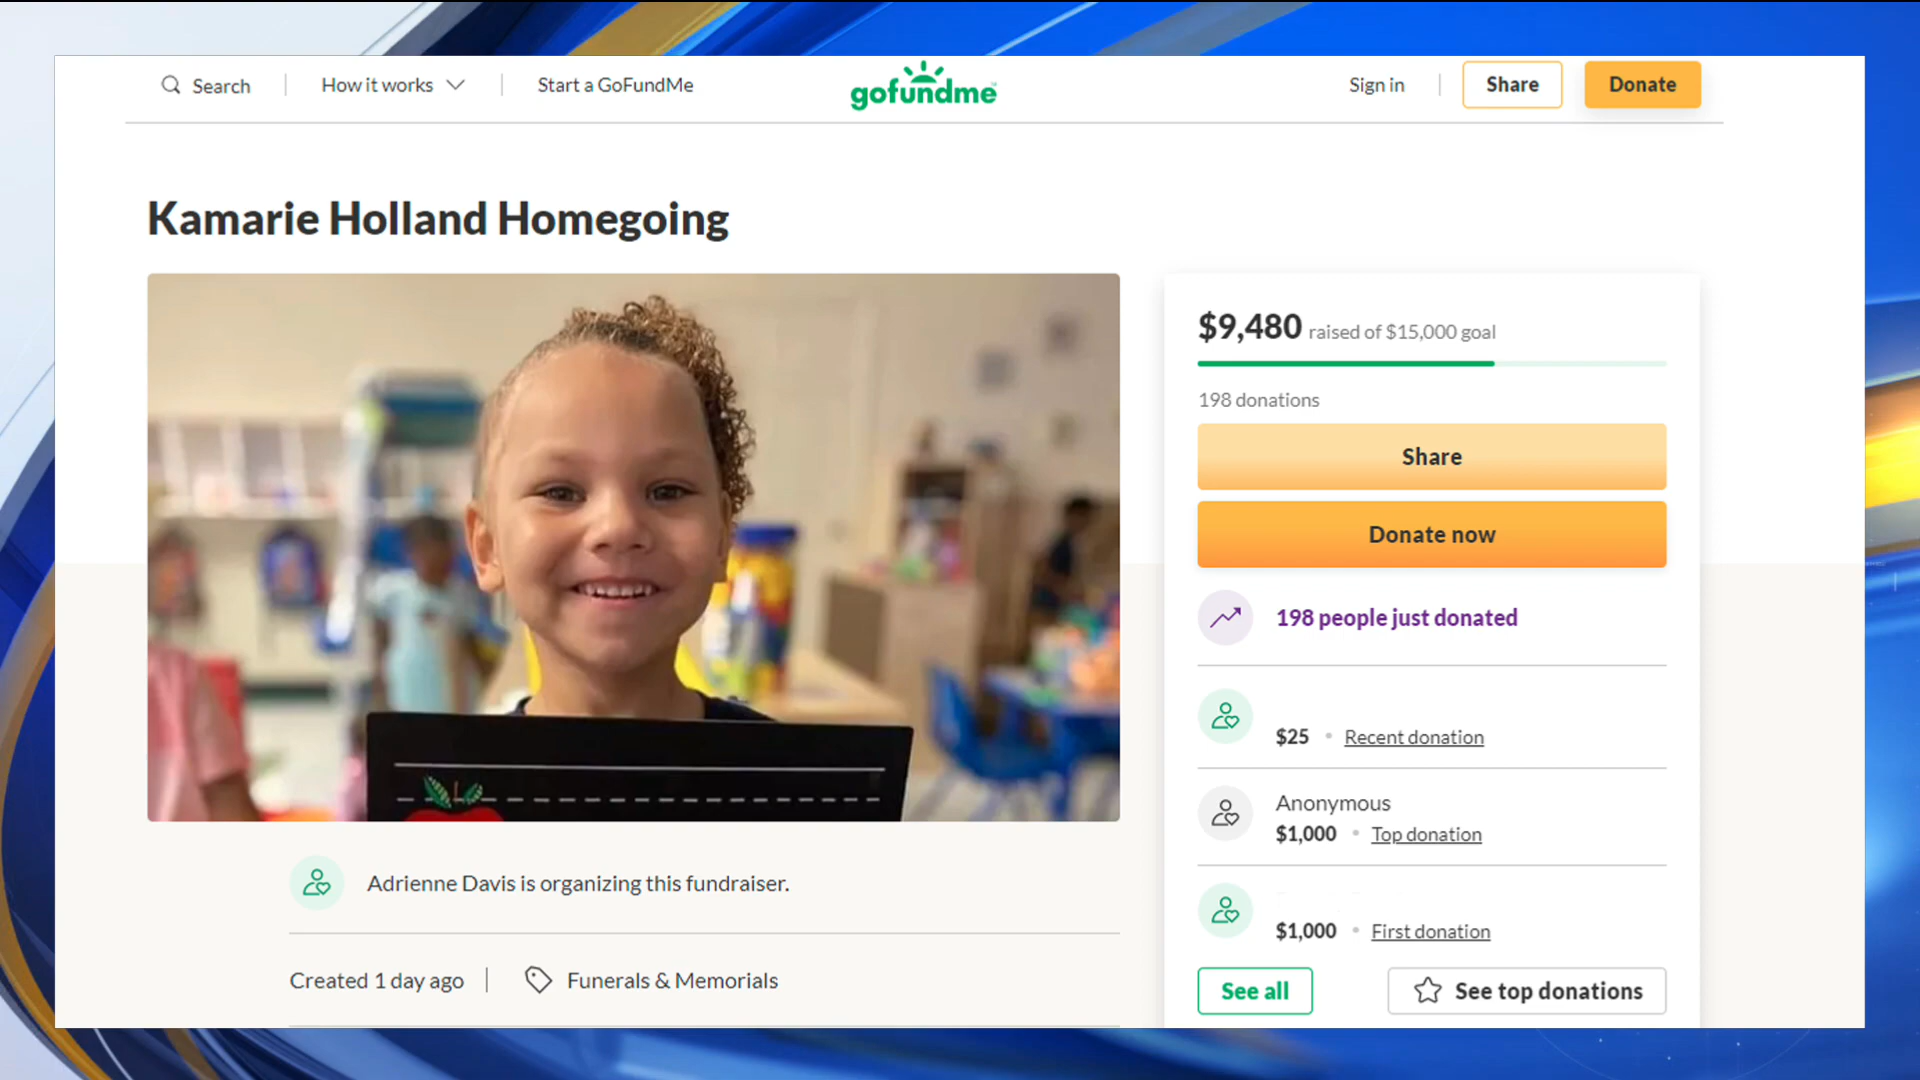 Search
How it works
Start a GoFundMe
gofundme
Sign in
Share
Donate
Kamarie Holland Homegoing
$9,480 raised of $15,000 goal
198 donations
Share
Donate now
198 people just donated
$25 • Recent donation
Anonymous
$1,000 • Top donation
$1,000 • First donation
See all
See top donations
Adrienne Davis is organizing this fundraiser.
Created 1 day ago
Funerals & Memorials